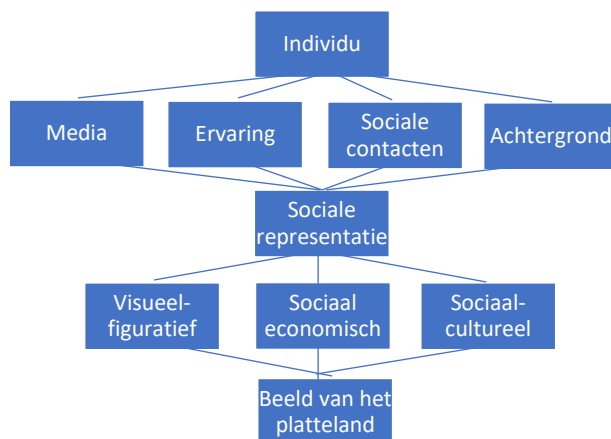 Individu
Media
Ervaring
Sociale
contacten
Achtergrond
Sociale
representatie
Visueel-
figuratief
Sociaal
economisch
Sociaal-
cultureel
Beeld van het
platteland